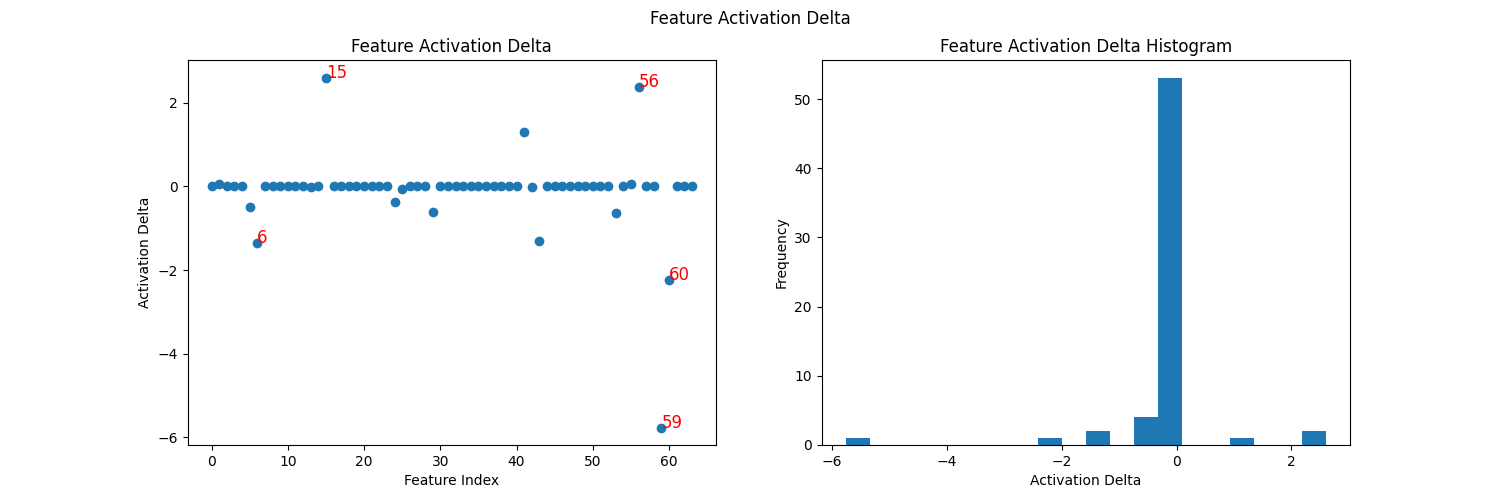 Feature Activation Delta
Feature Activation Delta
15
56
6
60
59
2
0
−2
−4
−6
Activation Delta
0 10 20 30 40 50 60
Feature Index
Feature Activation Delta Histogram
50
40
30
20
10
0
Frequency
−6 −4 −2 0 2
Activation Delta